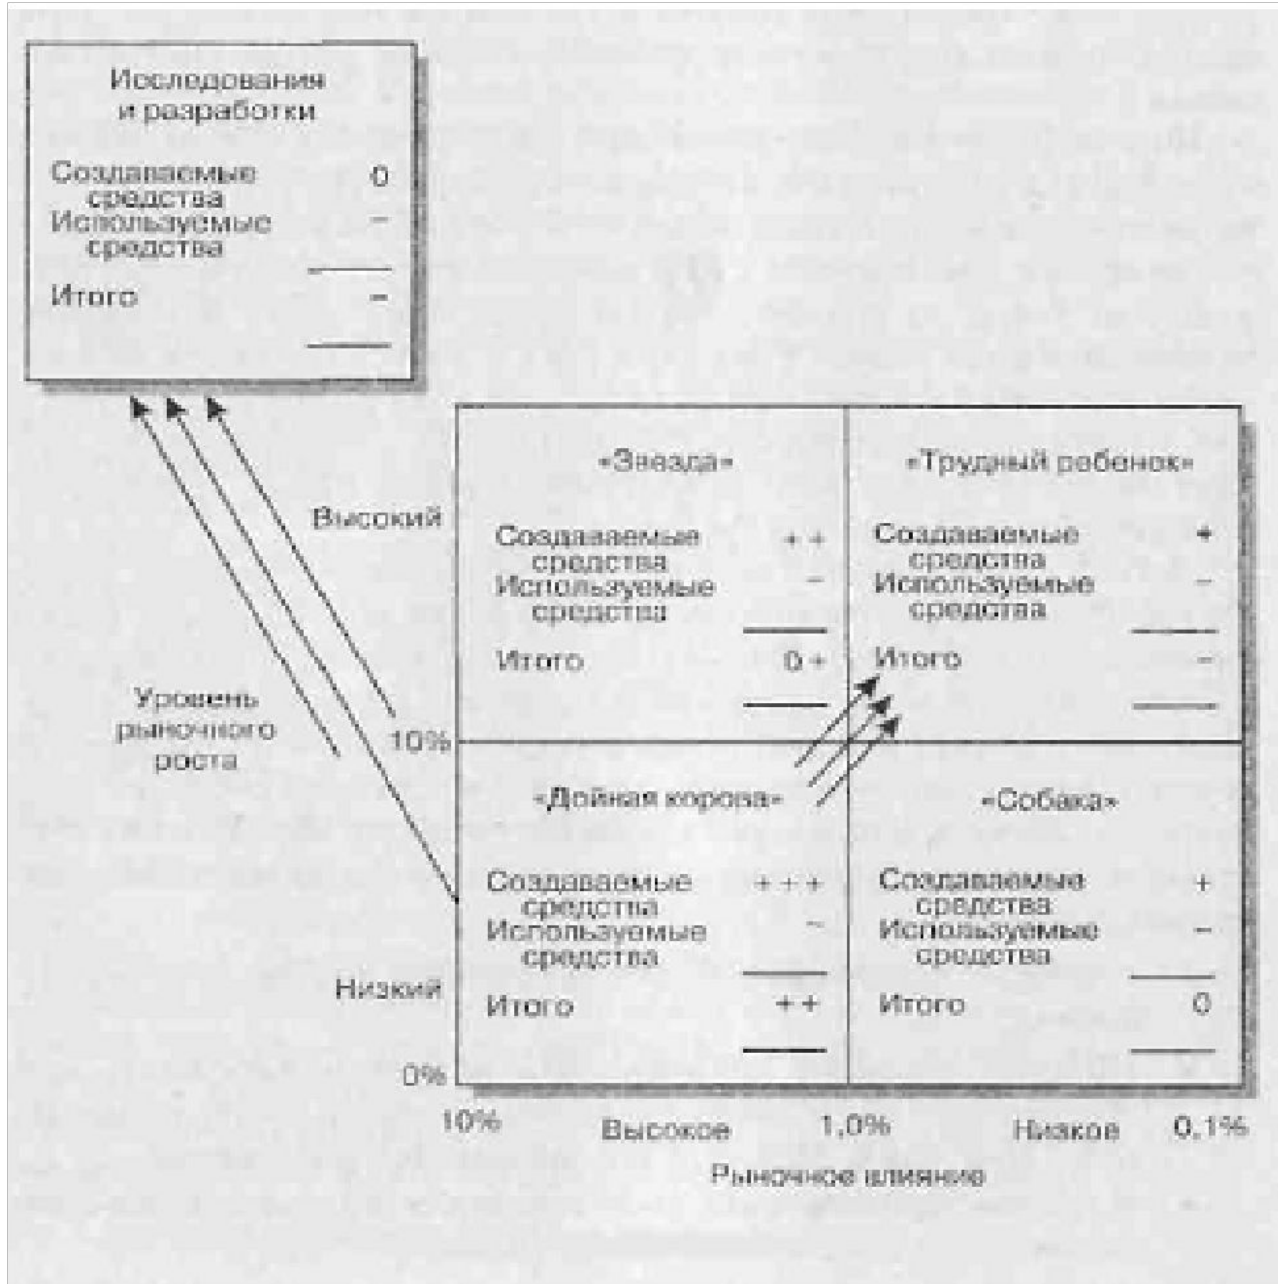 Исследования
и разработки
Создаваемые 0
средства
Используемые –
средства
Итого –
«Звезда»
Создаваемые ++
средства
Используемые –
средства
Итого 0+
«Трудный ребенок»
Создаваемые +
средства
Используемые –
средства
Итого –
Высокий
Уровень
рыночного
роста
10%
«Дойная корова»
Создаваемые +++
средства
Используемые –
средства
Итого ++
«Собака»
Создаваемые +
средства
Используемые –
средства
Итого 0
Низкий
0%
10% Высокое 1,0% Низкое 0,1%
Рыночное влияние